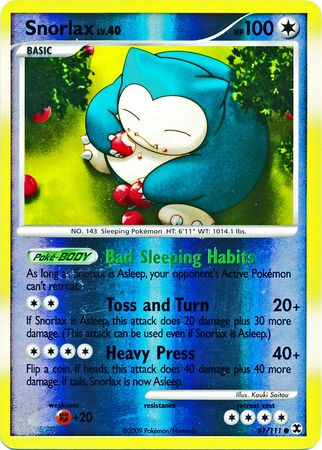 Snorlax LV.40 HP 100
BASIC
NO. 143 Sleeping Pokémon HT: 6'11" WT: 1014.1 lbs.
Poké-BODY Bad Sleeping Habits
As long as Snorlax is Asleep, your opponent's Active Pokémon
can't retreat.
Toss and Turn 20+
If Snorlax is Asleep, this attack does 20 damage plus 30 more
damage. (This attack can be used even if Snorlax is Asleep.)
Heavy Press 40+
Flip a coin. If heads, this attack does 40 damage plus 40 more
damage. If tails, Snorlax is now Asleep.
Illus. Kouki Saitou
weakness resistance retreat cost
+20
©2009 Pokémon/Nintendo
81/111